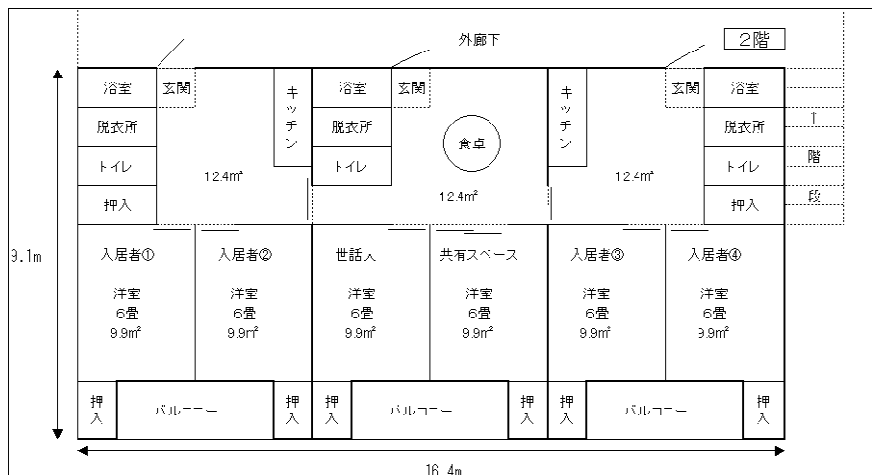 外廊下
2階
浴室
玄関
キッチン
浴室
玄関
キッチン
玄関
浴室
脱衣所
脱衣所
食卓
脱衣所
トイレ
12.4㎡
トイレ
12.4㎡
12.4㎡
トイレ
階
段
押入
押入
9.1m
入居者①
入居者②
世話人
共有スペース
入居者③
入居者④
洋室
6畳
9.9㎡
洋室
6畳
9.9㎡
洋室
6畳
9.9㎡
洋室
6畳
9.9㎡
洋室
6畳
9.9㎡
洋室
6畳
9.9㎡
押入
バルコニー
押入
押入
バルコニー
押入
押入
バルコニー
押入
16.4m